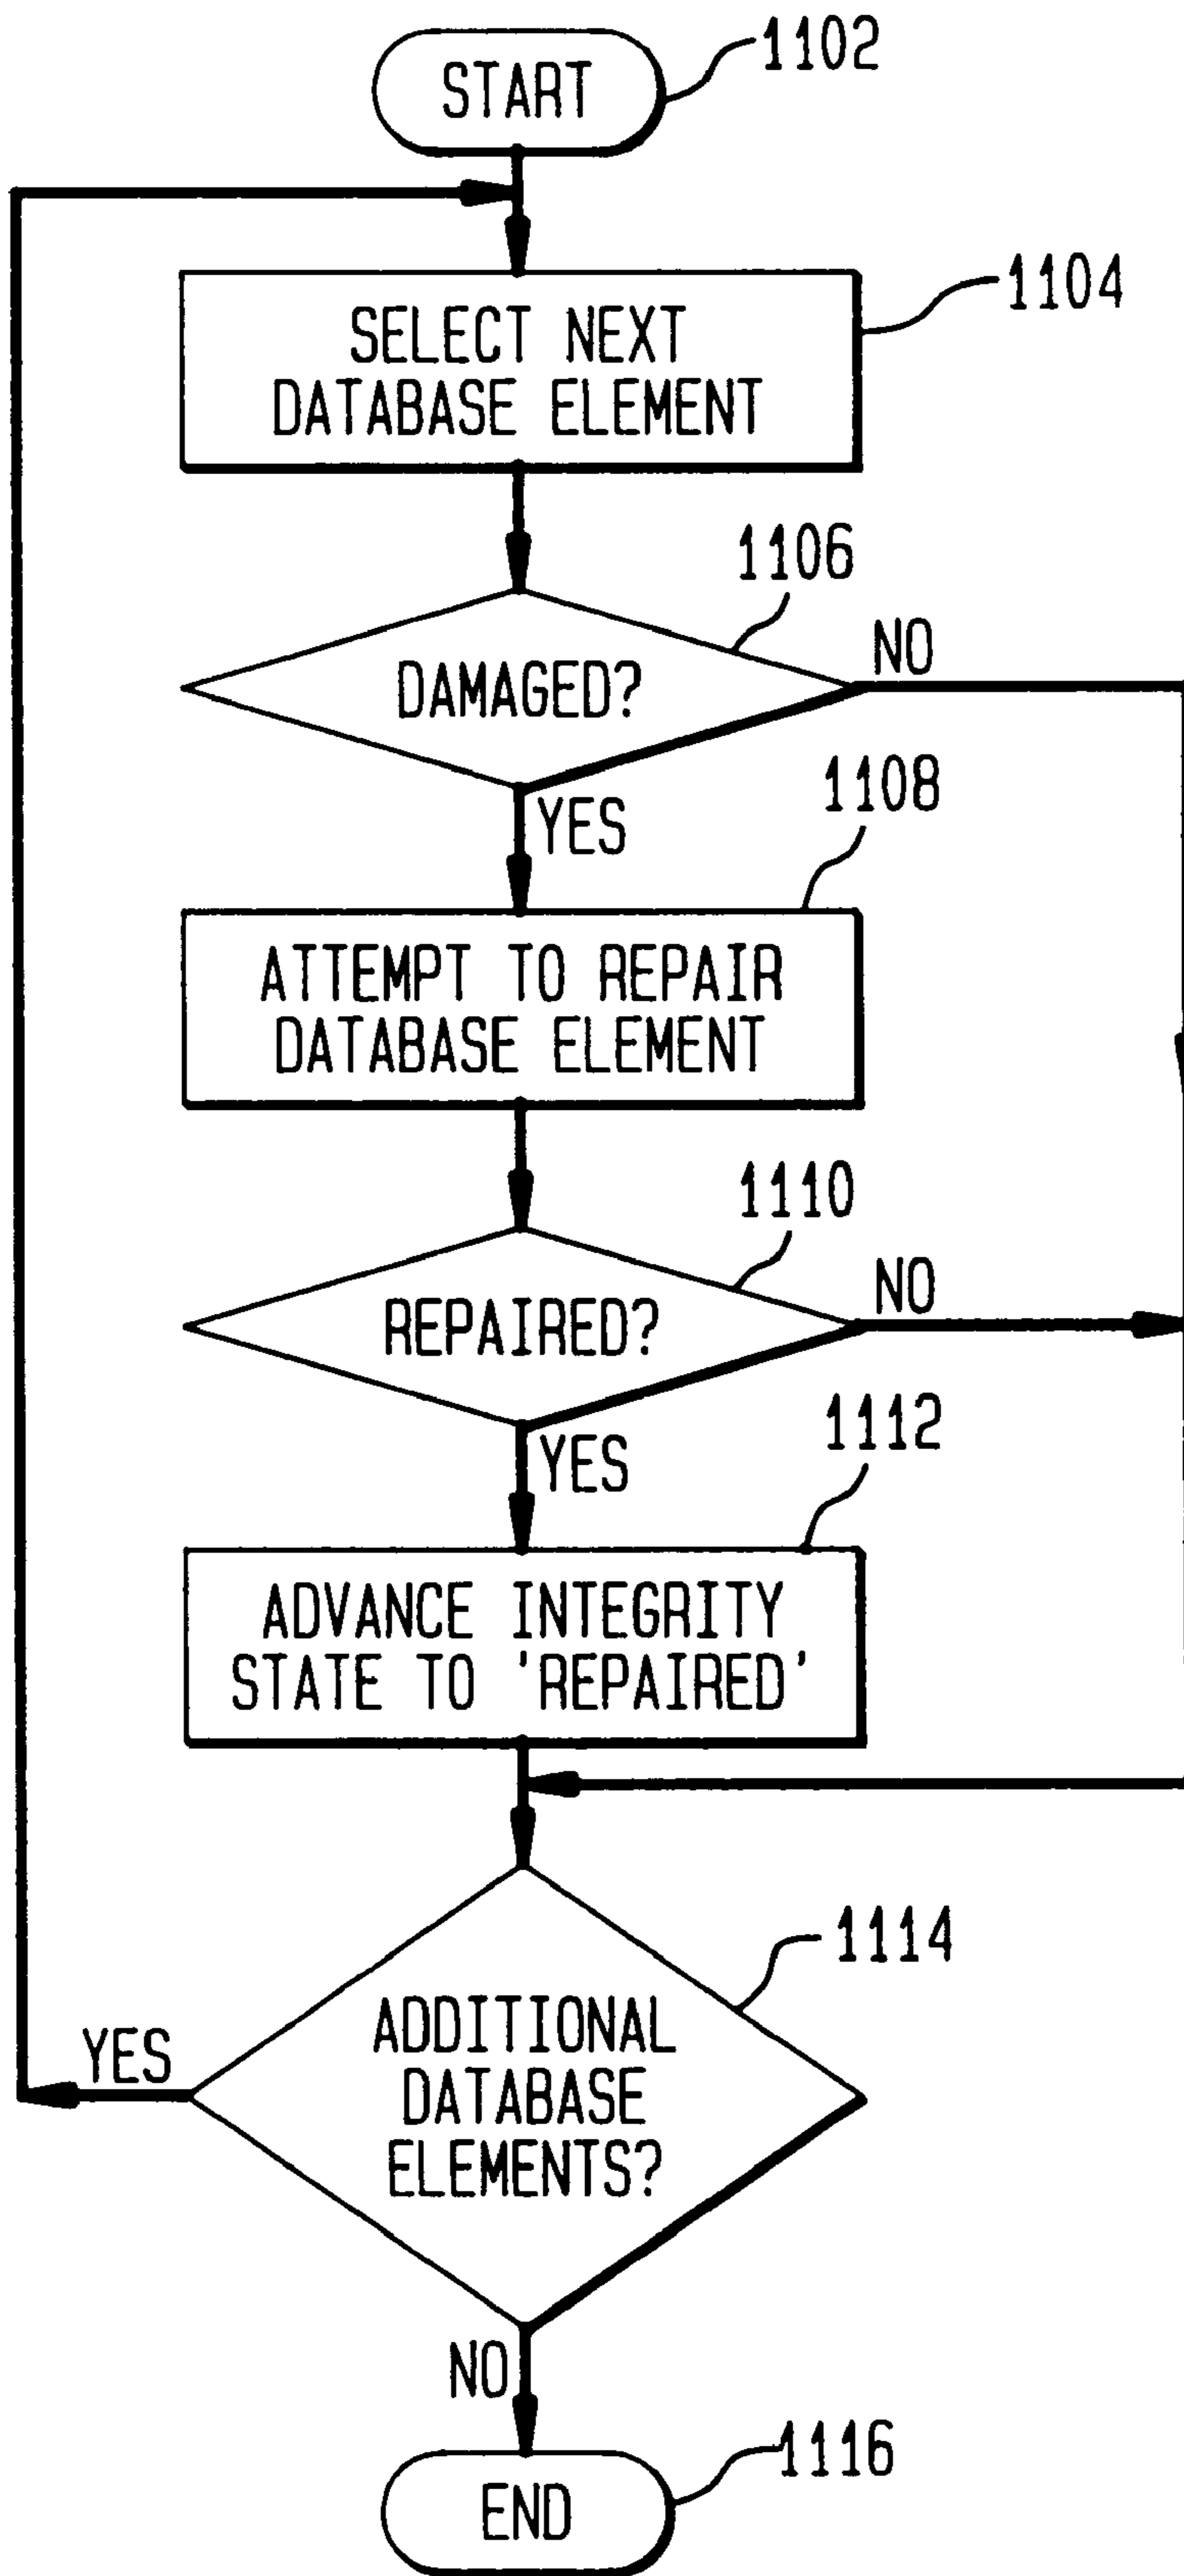 START
1102
1104
SELECT NEXT
DATABASE ELEMENT
1106
DAMAGED?
NO
YES
1108
ATTEMPT TO REPAIR
DATABASE ELEMENT
1110
REPAIRED?
NO
YES
1112
ADVANCE INTEGRITY
STATE TO 'REPAIRED'
1114
ADDITIONAL
DATABASE
ELEMENTS?
YES
NO
1116
END